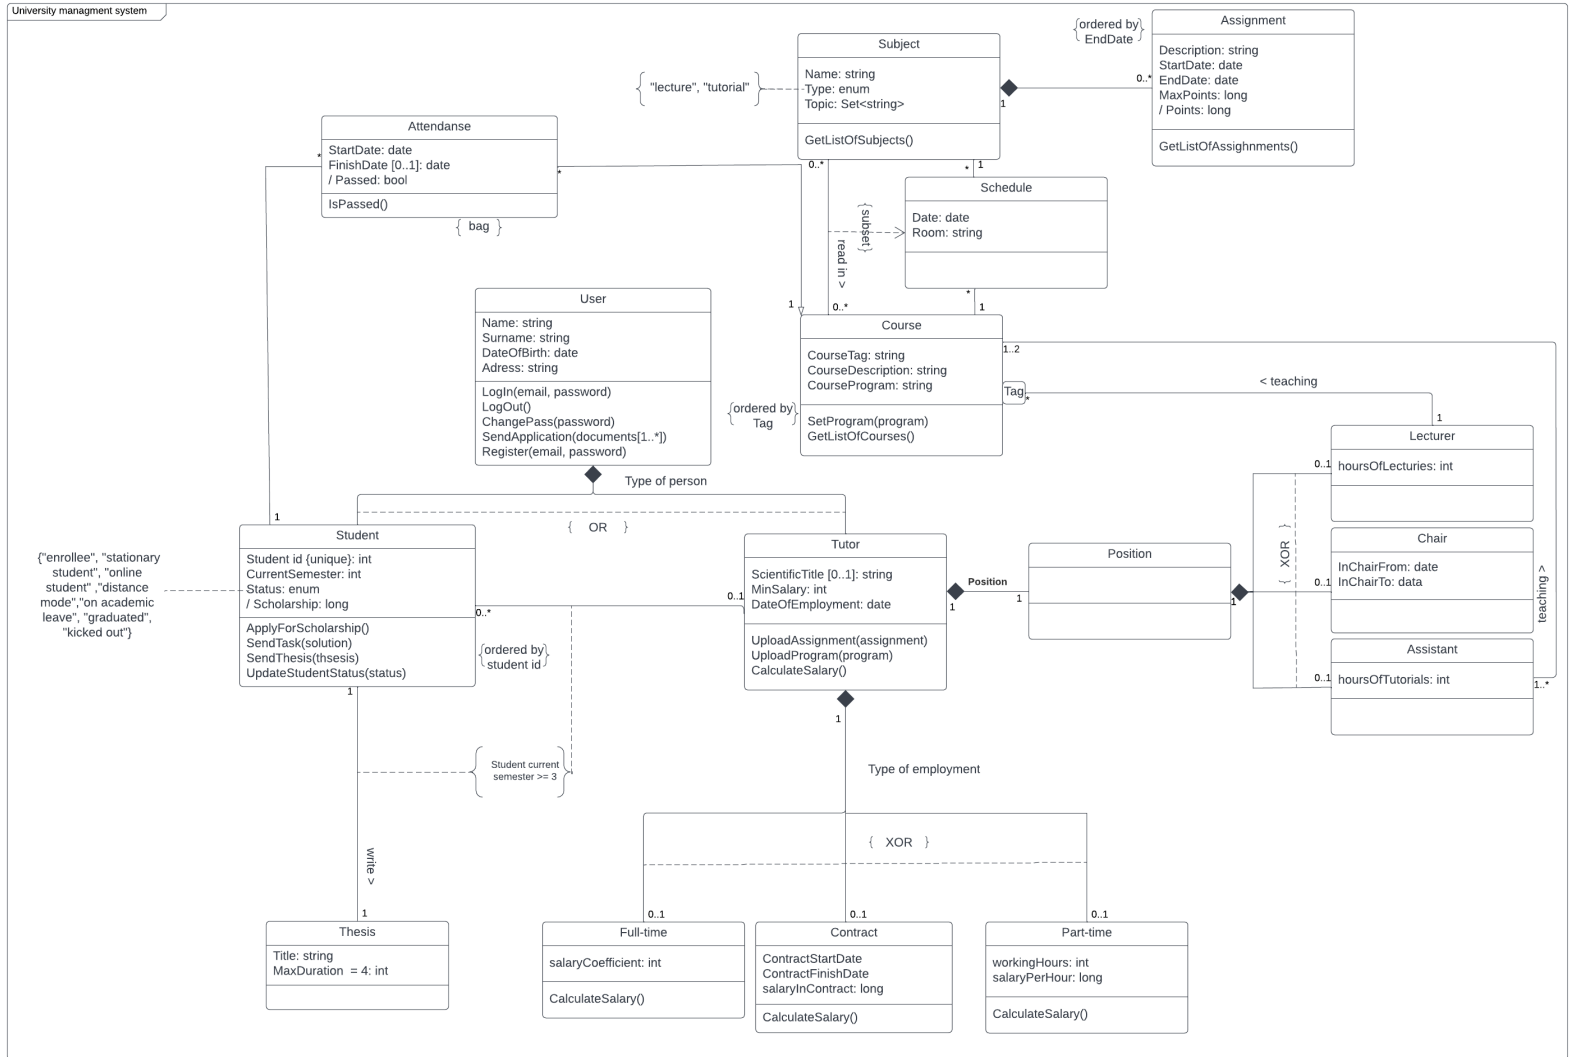 University managment system
{ordered by
EndDate}
Assignment
Description: string
StartDate: date
EndDate: date
MaxPoints: long
/ Points: long
GetListOfAssighnments()
Subject
Name: string
Type: enum
Topic: Set<string>
GetListOfSubjects()
{ "lecture", "tutorial" }
1
0..*
Attendanse
StartDate: date
FinishDate [0..1]: date
/ Passed: bool
IsPassed()
{ bag }
*
*
0..*
*
1
Schedule
Date: date
Room: string
{subset}
read in >
*
1
1
0..*
User
Name: string
Surname: string
DateOfBirth: date
Adress: string
LogIn(email, password)
LogOut()
ChangePass(password)
SendApplication(documents[1..*])
Register(email, password)
Course
CourseTag: string
CourseDescription: string
CourseProgram: string
SetProgram(program)
GetListOfCourses()
{ordered by
Tag}
1..2
Tag
*
< teaching
1
Lecturer
hoursOfLecturies: int
0..1
Type of person
{ OR }
1
Student
Student id {unique}: int
CurrentSemester: int
Status: enum
/ Scholarship: long
ApplyForScholarship()
SendTask(solution)
SendThesis(thsesis)
UpdateStudentStatus(status)
{"enrollee", "stationary
student", "online
student" ,"distance
mode","on academic
leave", "graduated",
"kicked out"}
0..*
{ordered by
student id}
0..1
Tutor
ScientificTitle [0..1]: string
MinSalary: int
DateOfEmployment: date
UploadAssignment(assignment)
UploadProgram(program)
CalculateSalary()
Position
1
1
Position
1
{ XOR }
Chair
InChairFrom: date
InChairTo: data
0..1
teaching >
Assistant
hoursOfTutorials: int
0..1
1..*
1
1
{ Student current
semester >= 3 }
Type of employment
{ XOR }
write >
1
Thesis
Title: string
MaxDuration  = 4: int
0..1
Full-time
salaryCoefficient: int
CalculateSalary()
0..1
Contract
ContractStartDate
ContractFinishDate
salaryInContract: long
CalculateSalary()
0..1
Part-time
workingHours: int
salaryPerHour: long
CalculateSalary()